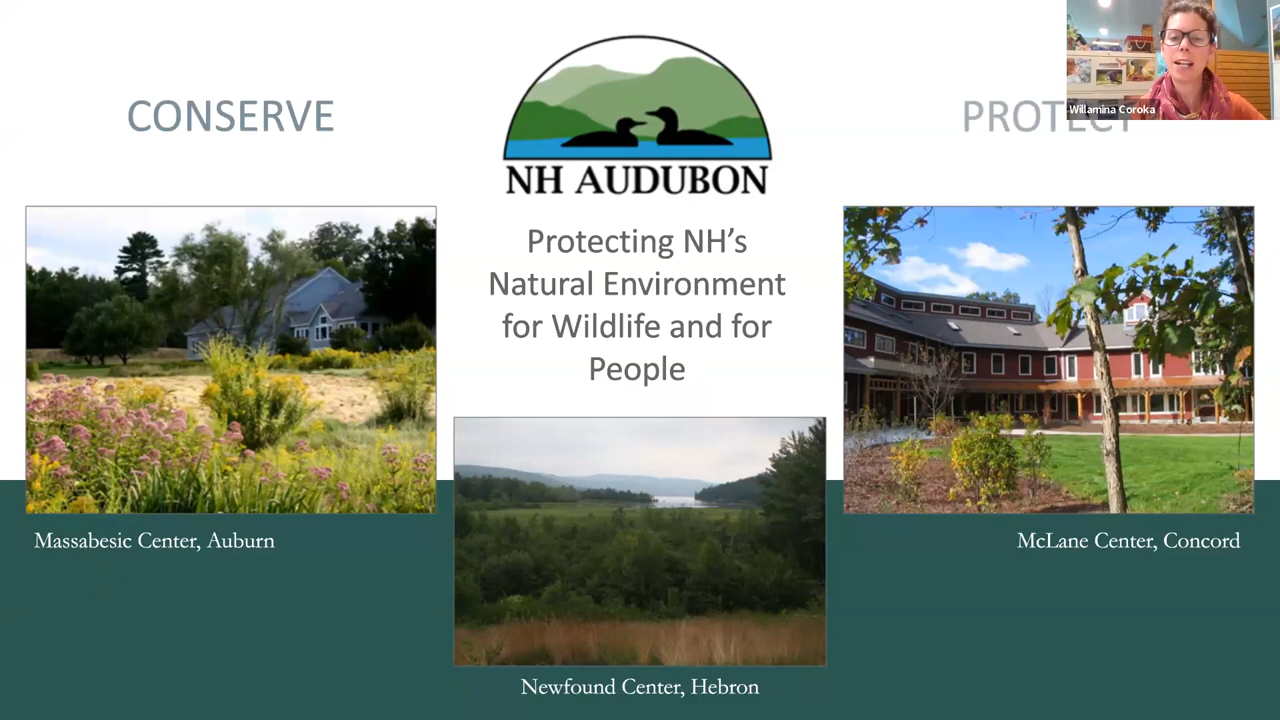 CONSERVE
NH AUDUBON
PROTECT
Willamina Coroka
Protecting NH’s
Natural Environment
for Wildlife and for
People
Massabesic Center, Auburn
McLane Center, Concord
Newfound Center, Hebron